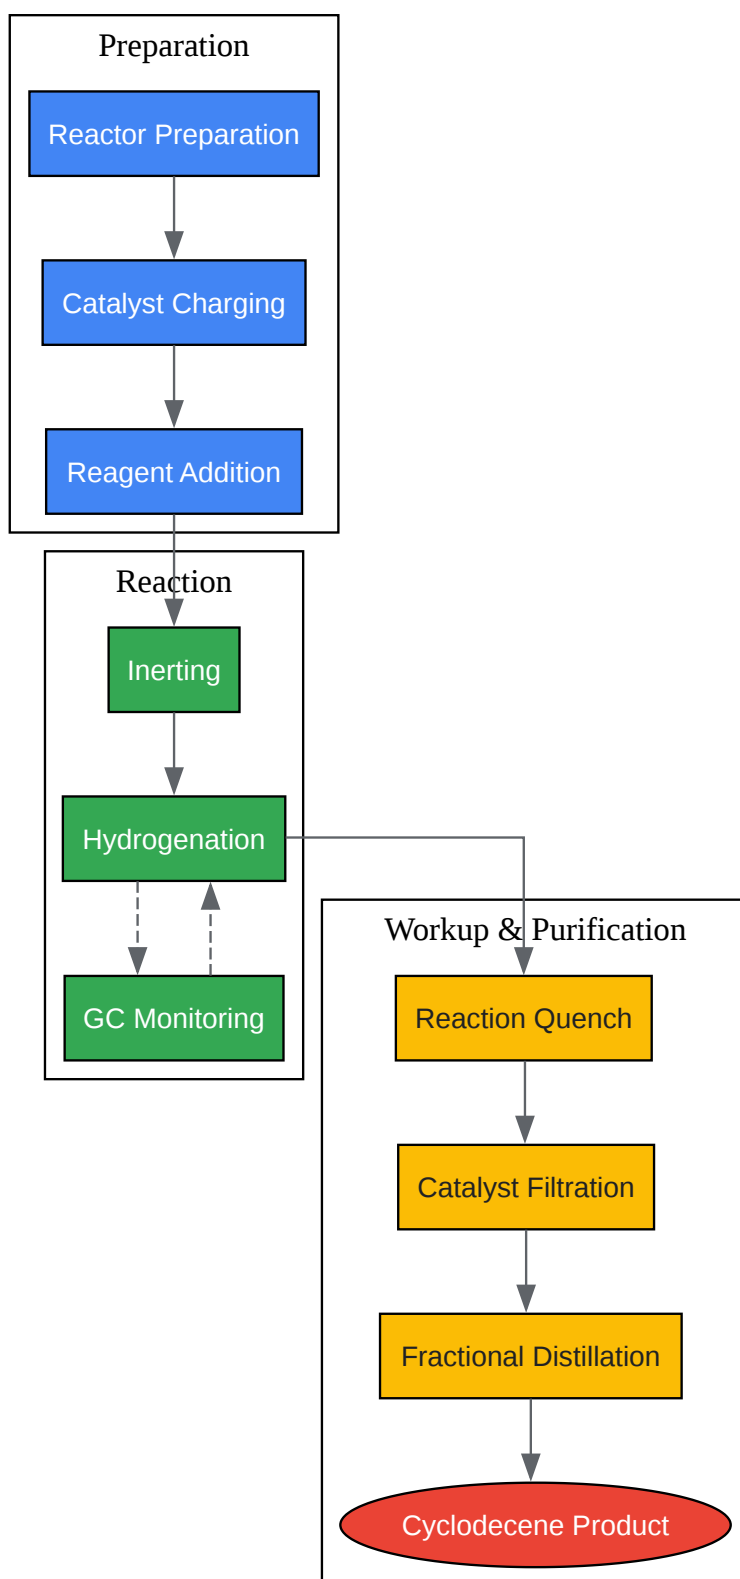 Preparation
Reactor Preparation
Catalyst Charging
Reagent Addition
Reaction
Inerting
Hydrogenation
GC Monitoring
Workup & Purification
Reaction Quench
Catalyst Filtration
Fractional Distillation
Cyclodecene Product